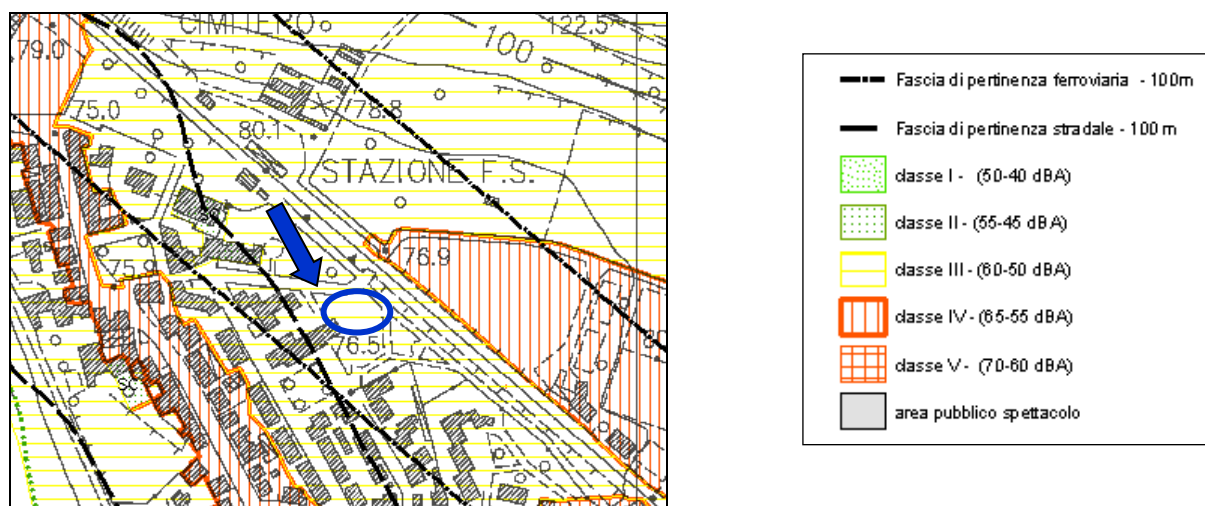 CIMITERO
122.5
79.0
100
75.0
78.8
80.1
STAZIONE F.S.
75.9
76.9
76.5
SC
Fascia di pertinenza ferroviaria - 100m
Fascia di pertinenza stradale - 100 m
classe I - (50-40 dBA)
classe II - (55-45 dBA)
classe III - (60-50 dBA)
classe IV - (65-55 dBA)
classe V - (70-60 dBA)
area pubblico spettacolo